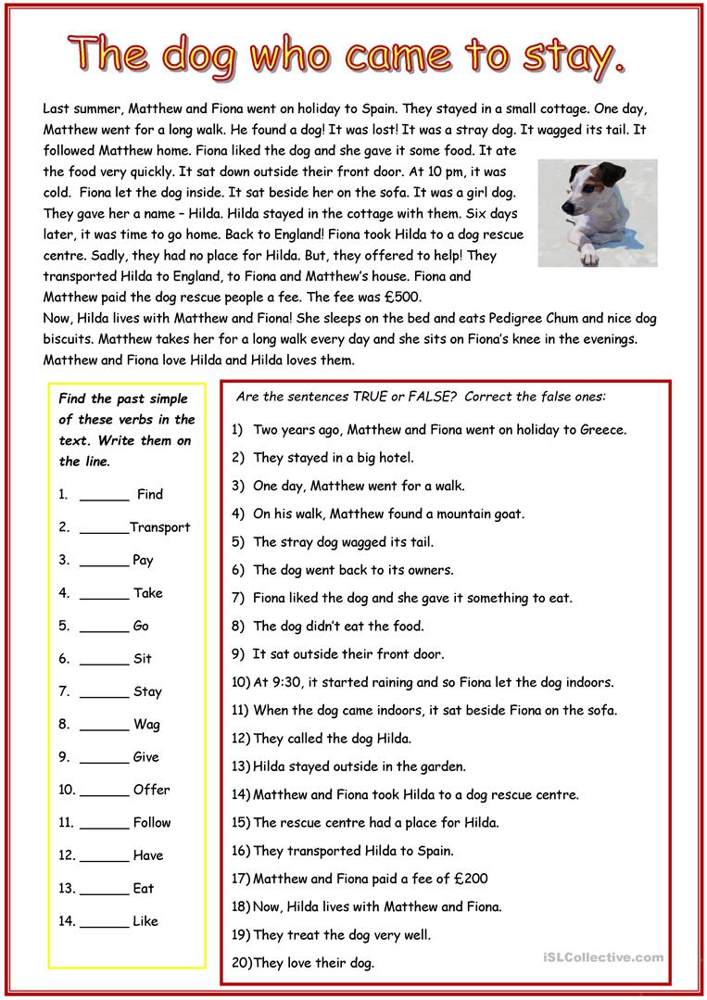 The dog who came to stay.
Last summer, Matthew and Fiona went on holiday to Spain. They stayed in a small cottage. One day,
Matthew went for a long walk. He found a dog! It was lost! It was a stray dog. It wagged its tail. It
followed Matthew home. Fiona liked the dog and she gave it some food. It ate
the food very quickly. It sat down outside their front door. At 10 pm, it was
cold.  Fiona let the dog inside. It sat beside her on the sofa. It was a girl dog.
They gave her a name – Hilda. Hilda stayed in the cottage with them. Six days
later, it was time to go home. Back to England! Fiona took Hilda to a dog rescue
centre. Sadly, they had no place for Hilda. But, they offered to help! They
transported Hilda to England, to Fiona and Matthew's house. Fiona and
Matthew paid the dog rescue people a fee. The fee was £500.
Now, Hilda lives with Matthew and Fiona! She sleeps on the bed and eats Pedigree Chum and nice dog
biscuits. Matthew takes her for a long walk every day and she sits on Fiona's knee in the evenings.
Matthew and Fiona love Hilda and Hilda loves them.
Find the past simple
of these verbs in the
text. Write them on
the line.
1. ______ Find
2. ______Transport
3. ______ Pay
4. ______ Take
5. ______ Go
6. ______ Sit
7. ______ Stay
8. ______ Wag
9. ______ Give
10. ______ Offer
11. ______ Follow
12. ______ Have
13. ______ Eat
14. ______ Like
Are the sentences TRUE or FALSE?  Correct the false ones:
1) Two years ago, Matthew and Fiona went on holiday to Greece.
2) They stayed in a big hotel.
3) One day, Matthew went for a walk.
4) On his walk, Matthew found a mountain goat.
5) The stray dog wagged its tail.
6) The dog went back to its owners.
7) Fiona liked the dog and she gave it something to eat.
8) The dog didn't eat the food.
9) It sat outside their front door.
10) At 9:30, it started raining and so Fiona let the dog indoors.
11) When the dog came indoors, it sat beside Fiona on the sofa.
12) They called the dog Hilda.
13) Hilda stayed outside in the garden.
14) Matthew and Fiona took Hilda to a dog rescue centre.
15) The rescue centre had a place for Hilda.
16) They transported Hilda to Spain.
17) Matthew and Fiona paid a fee of £200
18) Now, Hilda lives with Matthew and Fiona.
19) They treat the dog very well.
20)They love their dog.
iSLCollective.com